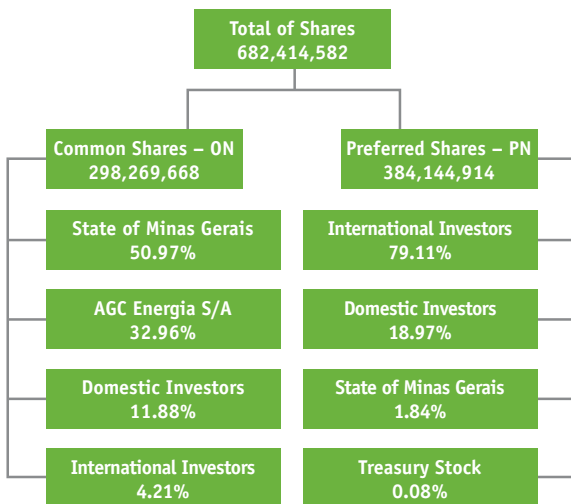 Total of Shares
682,414,582
Common Shares – ON
298,269,668
State of Minas Gerais
50.97%
AGC Energia S/A
32.96%
Domestic Investors
11.88%
International Investors
4.21%
Preferred Shares – PN
384,144,914
International Investors
79.11%
Domestic Investors
18.97%
State of Minas Gerais
1.84%
Treasury Stock
0.08%